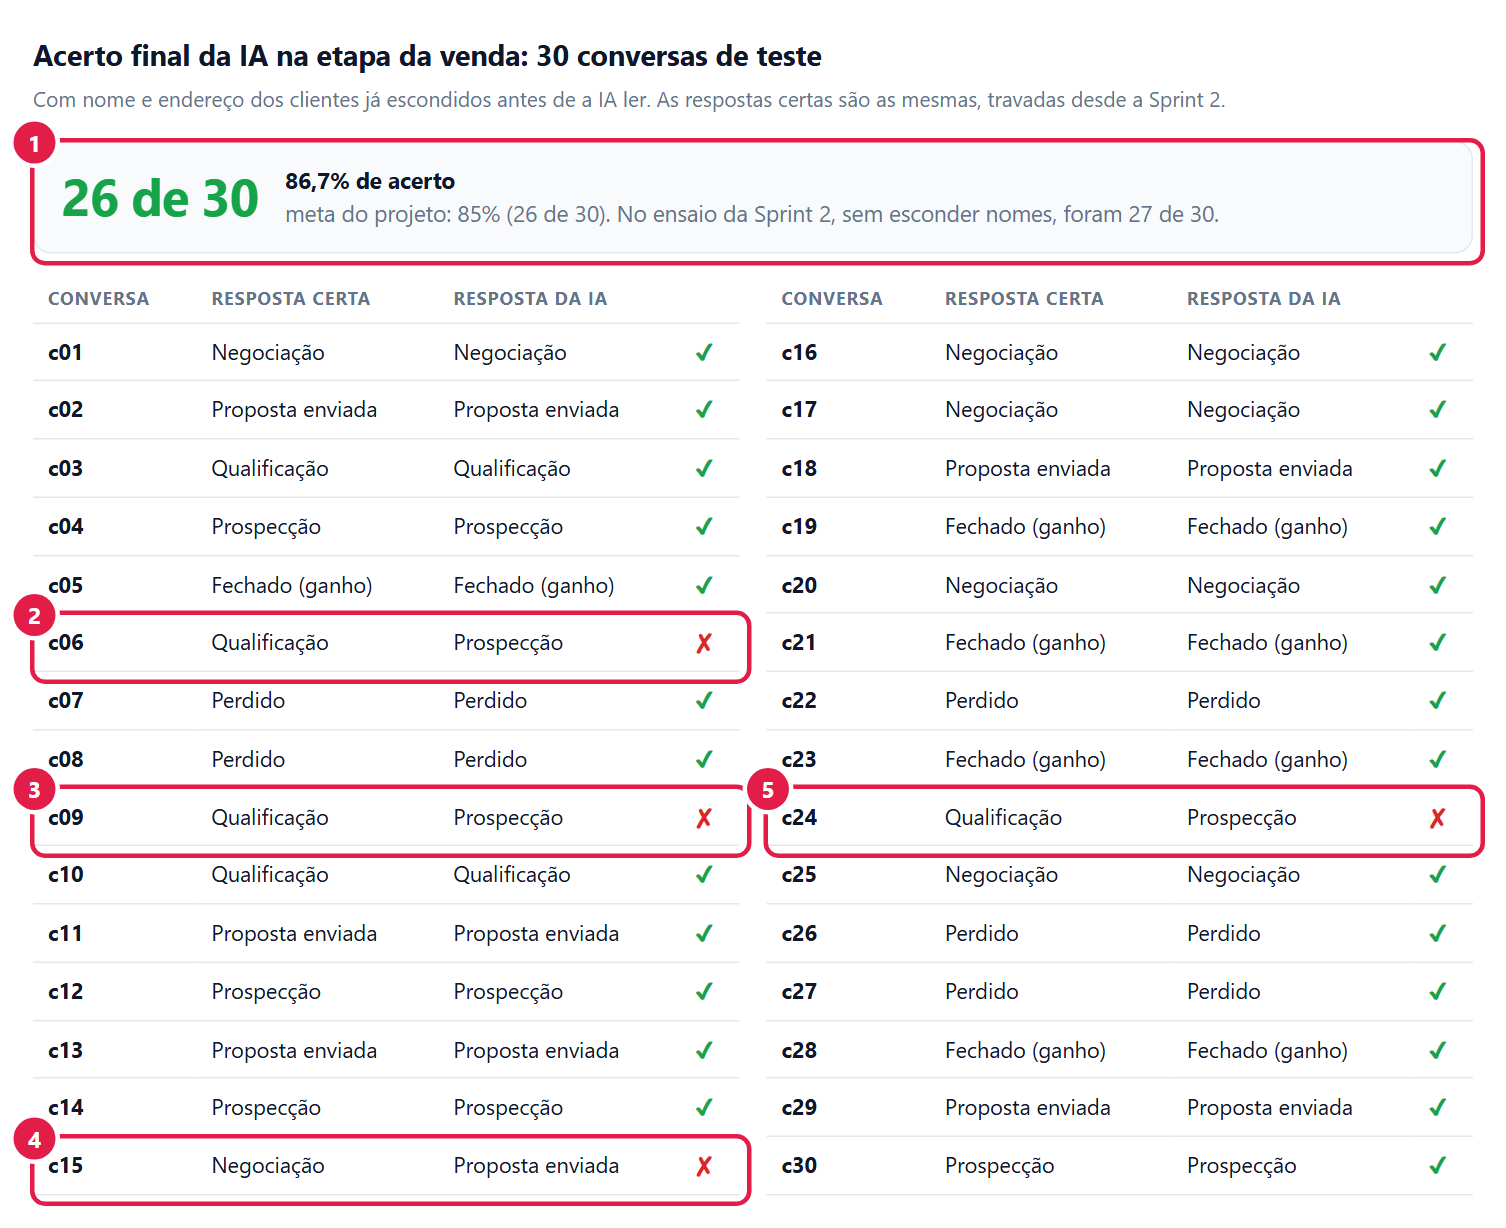 Acerto final da IA na etapa da venda: 30 conversas de teste
Com nome e endereço dos clientes já escondidos antes de a IA ler. As respostas certas são as mesmas, travadas desde a Sprint 2.
1
26 de 30
86,7% de acerto
meta do projeto: 85% (26 de 30). No ensaio da Sprint 2, sem esconder nomes, foram 27 de 30.
CONVERSA RESPOSTA CERTA RESPOSTA DA IA
c01 Negociação Negociação ✓
c02 Proposta enviada Proposta enviada ✓
c03 Qualificação Qualificação ✓
c04 Prospecção Prospecção ✓
c05 Fechado (ganho) Fechado (ganho) ✓
2
c06 Qualificação Prospecção ✗
c07 Perdido Perdido ✓
c08 Perdido Perdido ✓
3
c09 Qualificação Prospecção ✗
c10 Qualificação Qualificação ✓
c11 Proposta enviada Proposta enviada ✓
c12 Prospecção Prospecção ✓
c13 Proposta enviada Proposta enviada ✓
c14 Prospecção Prospecção ✓
4
c15 Negociação Proposta enviada ✗
CONVERSA RESPOSTA CERTA RESPOSTA DA IA
c16 Negociação Negociação ✓
c17 Negociação Negociação ✓
c18 Proposta enviada Proposta enviada ✓
c19 Fechado (ganho) Fechado (ganho) ✓
c20 Negociação Negociação ✓
c21 Fechado (ganho) Fechado (ganho) ✓
c22 Perdido Perdido ✓
c23 Fechado (ganho) Fechado (ganho) ✓
5
c24 Qualificação Prospecção ✗
c25 Negociação Negociação ✓
c26 Perdido Perdido ✓
c27 Perdido Perdido ✓
c28 Fechado (ganho) Fechado (ganho) ✓
c29 Proposta enviada Proposta enviada ✓
c30 Prospecção Prospecção ✓